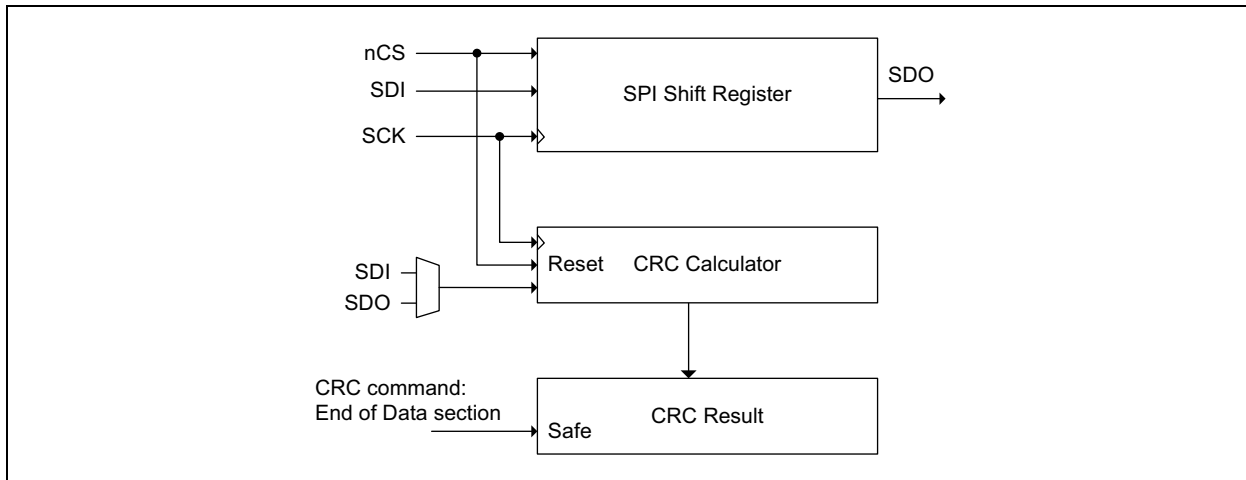 nCS
SDI
SCK
SPI Shift Register
SDO
SDI
SDO
Reset
CRC Calculator
CRC command:
End of Data section
Safe
CRC Result